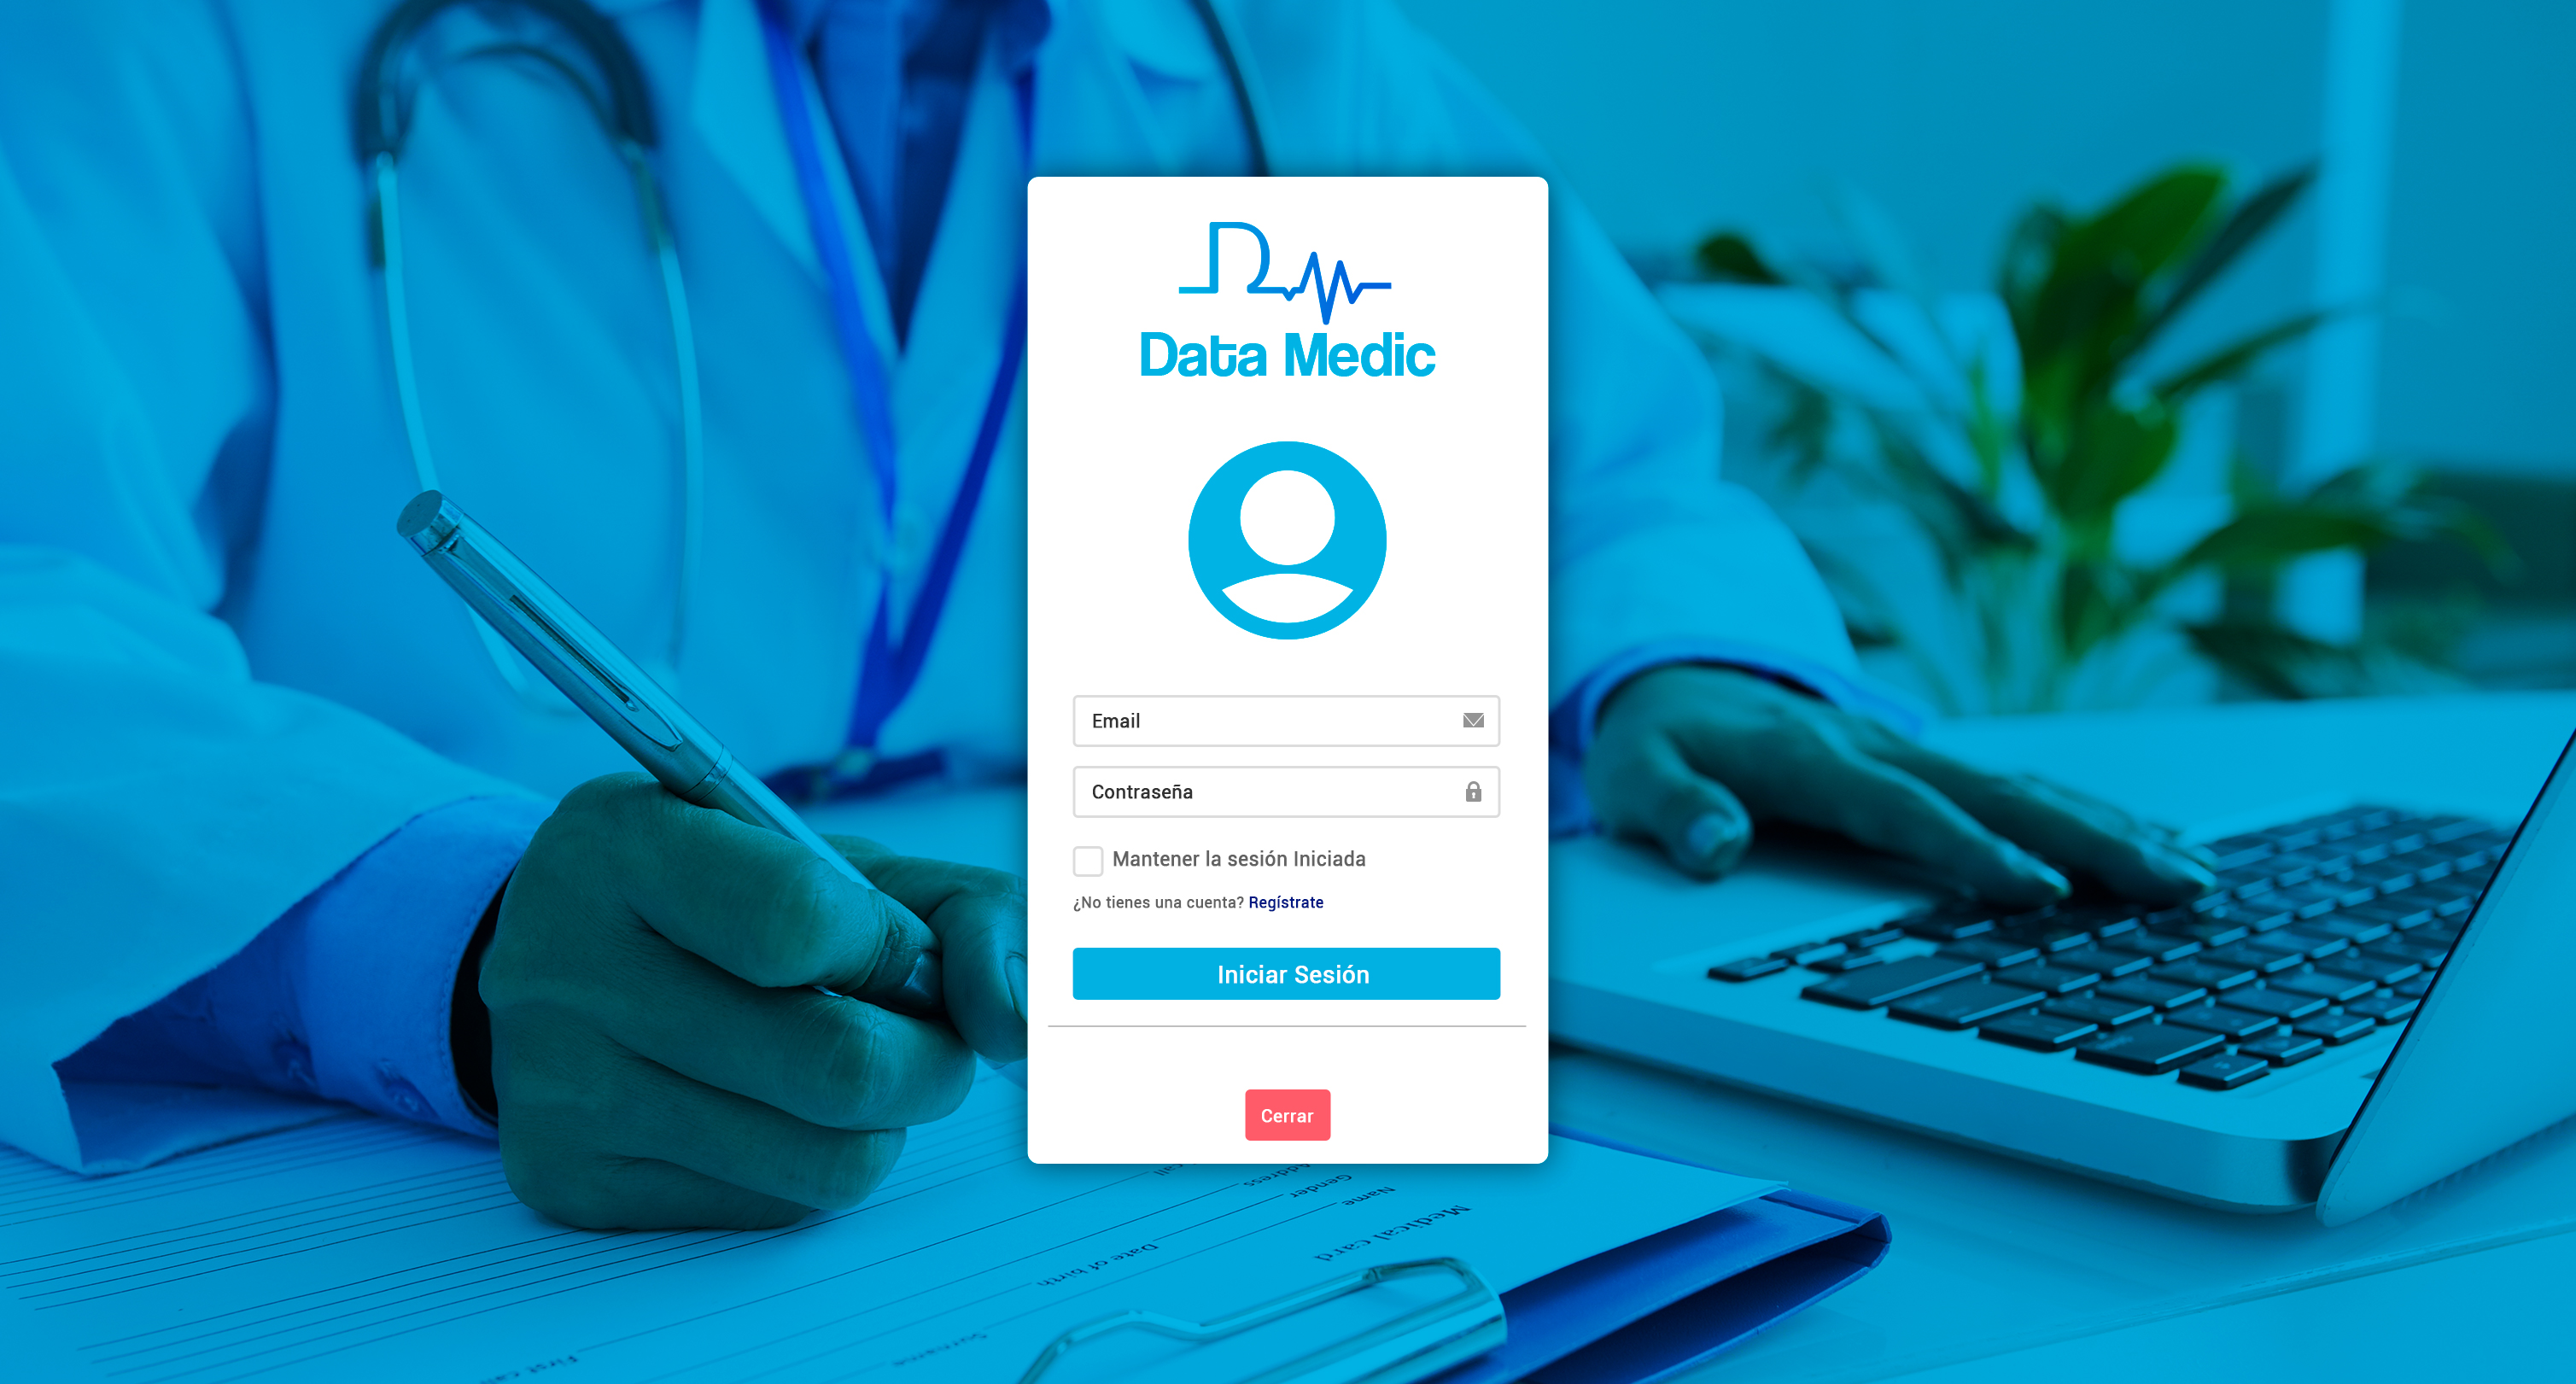 Data Medic
Email
Contraseña
Mantener la sesión Iniciada
¿No tienes una cuenta? Regístrate
Iniciar Sesión
Cerrar
Medical card
Name
Gender
Address
Date of birth
Surname